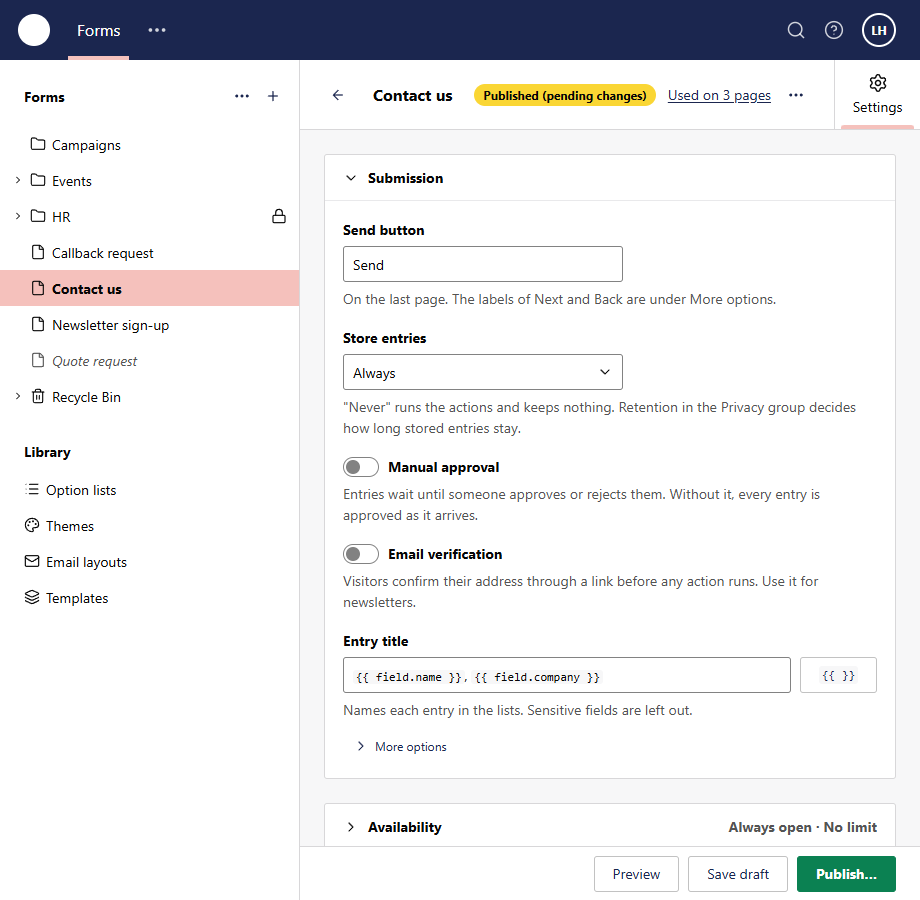 Forms
LH
Forms
Campaigns
Events
HR
Callback request
Contact us
Newsletter sign-up
Quote request
Recycle Bin
Library
Option lists
Themes
Email layouts
Templates
Contact us
Published (pending changes)
Used on 3 pages
Settings
Submission
Send button
Send
On the last page. The labels of Next and Back are under More options.
Store entries
Always
"Never" runs the actions and keeps nothing. Retention in the Privacy group decides
how long stored entries stay.
Manual approval
Entries wait until someone approves or rejects them. Without it, every entry is
approved as it arrives.
Email verification
Visitors confirm their address through a link before any action runs. Use it for
newsletters.
Entry title
{{ field.name }}, {{ field.company }}
{{ }}
Names each entry in the lists. Sensitive fields are left out.
More options
Availability
Always open · No limit
Preview
Save draft
Publish...